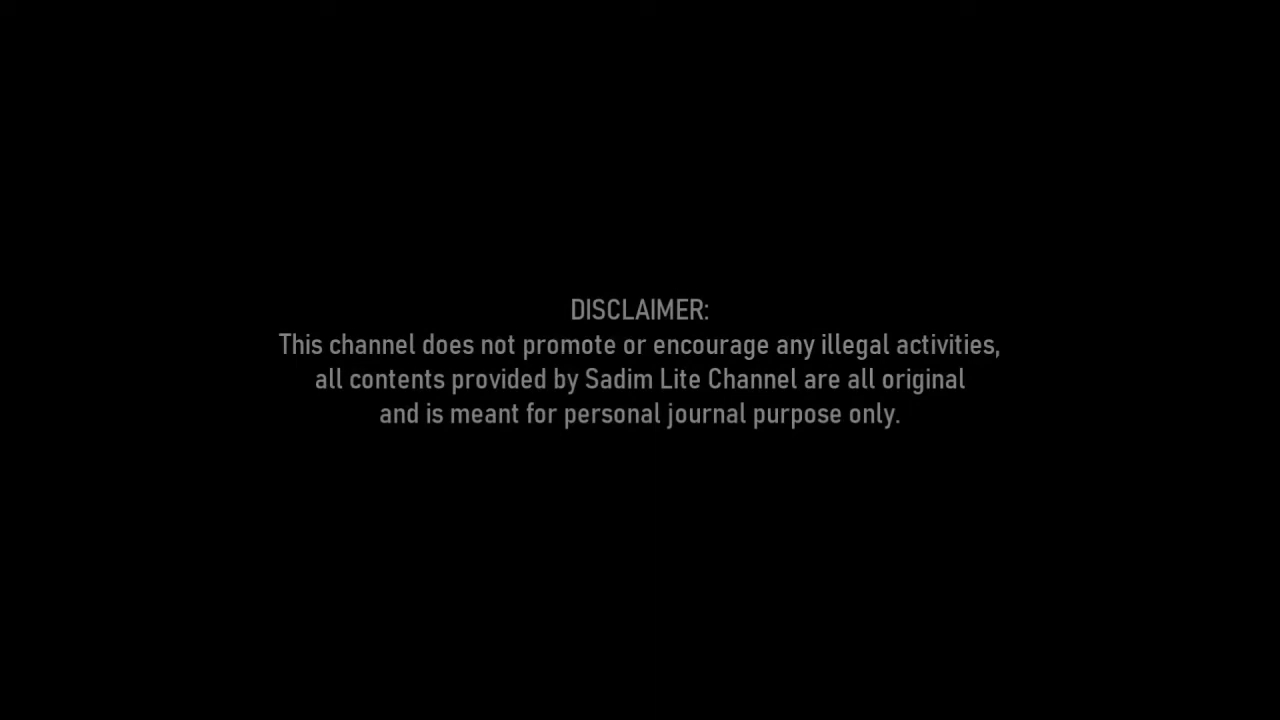 DISCLAIMER:
This channel does not promote or encourage any illegal activities,
all contents provided by Sadim Lite Channel are all original
and is meant for personal journal purpose only.